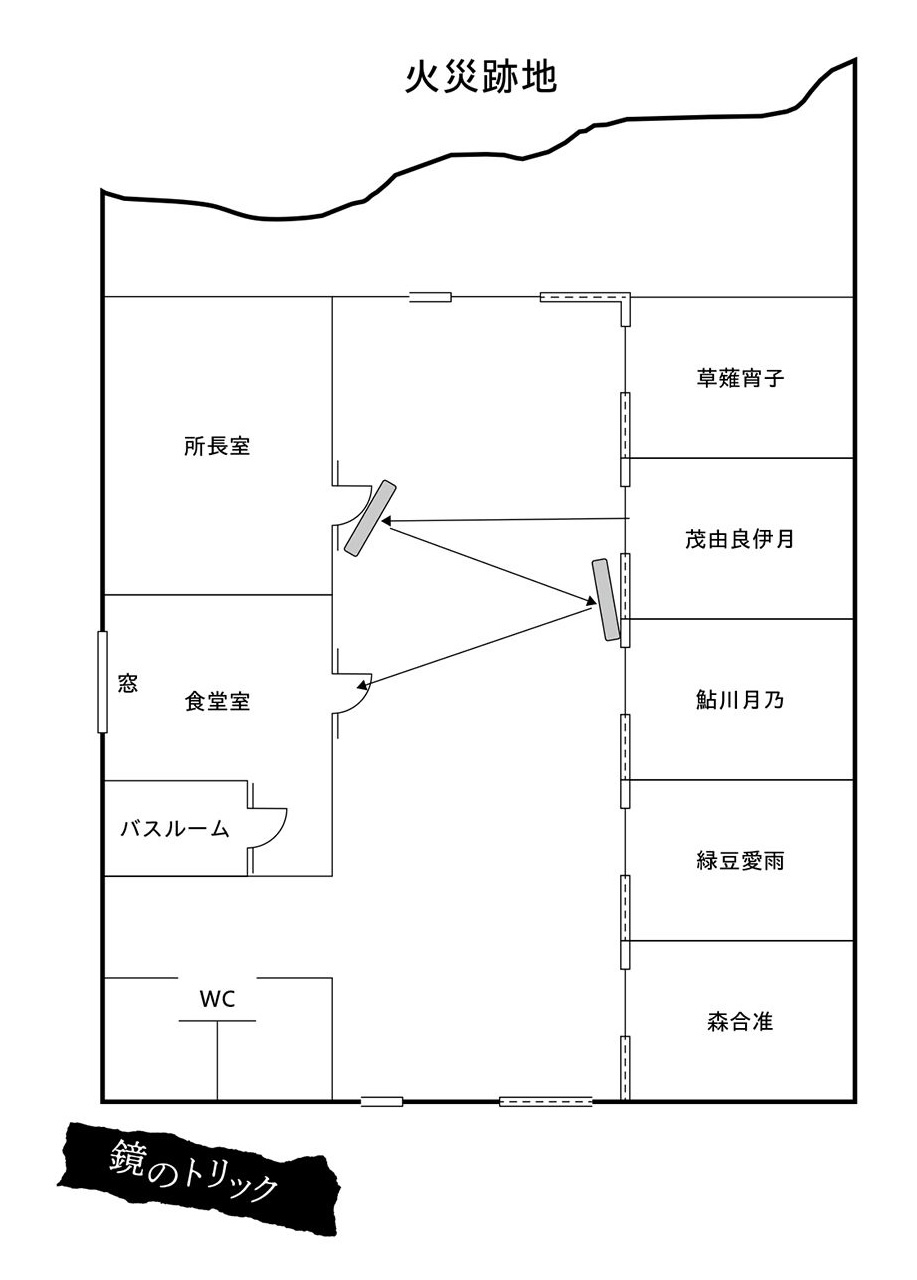 火災跡地
草薙宵子
所長室
茂由良伊月
窓
食堂室
鮎川月乃
バスルーム
緑豆愛雨
WC
森合准
鏡のトリック